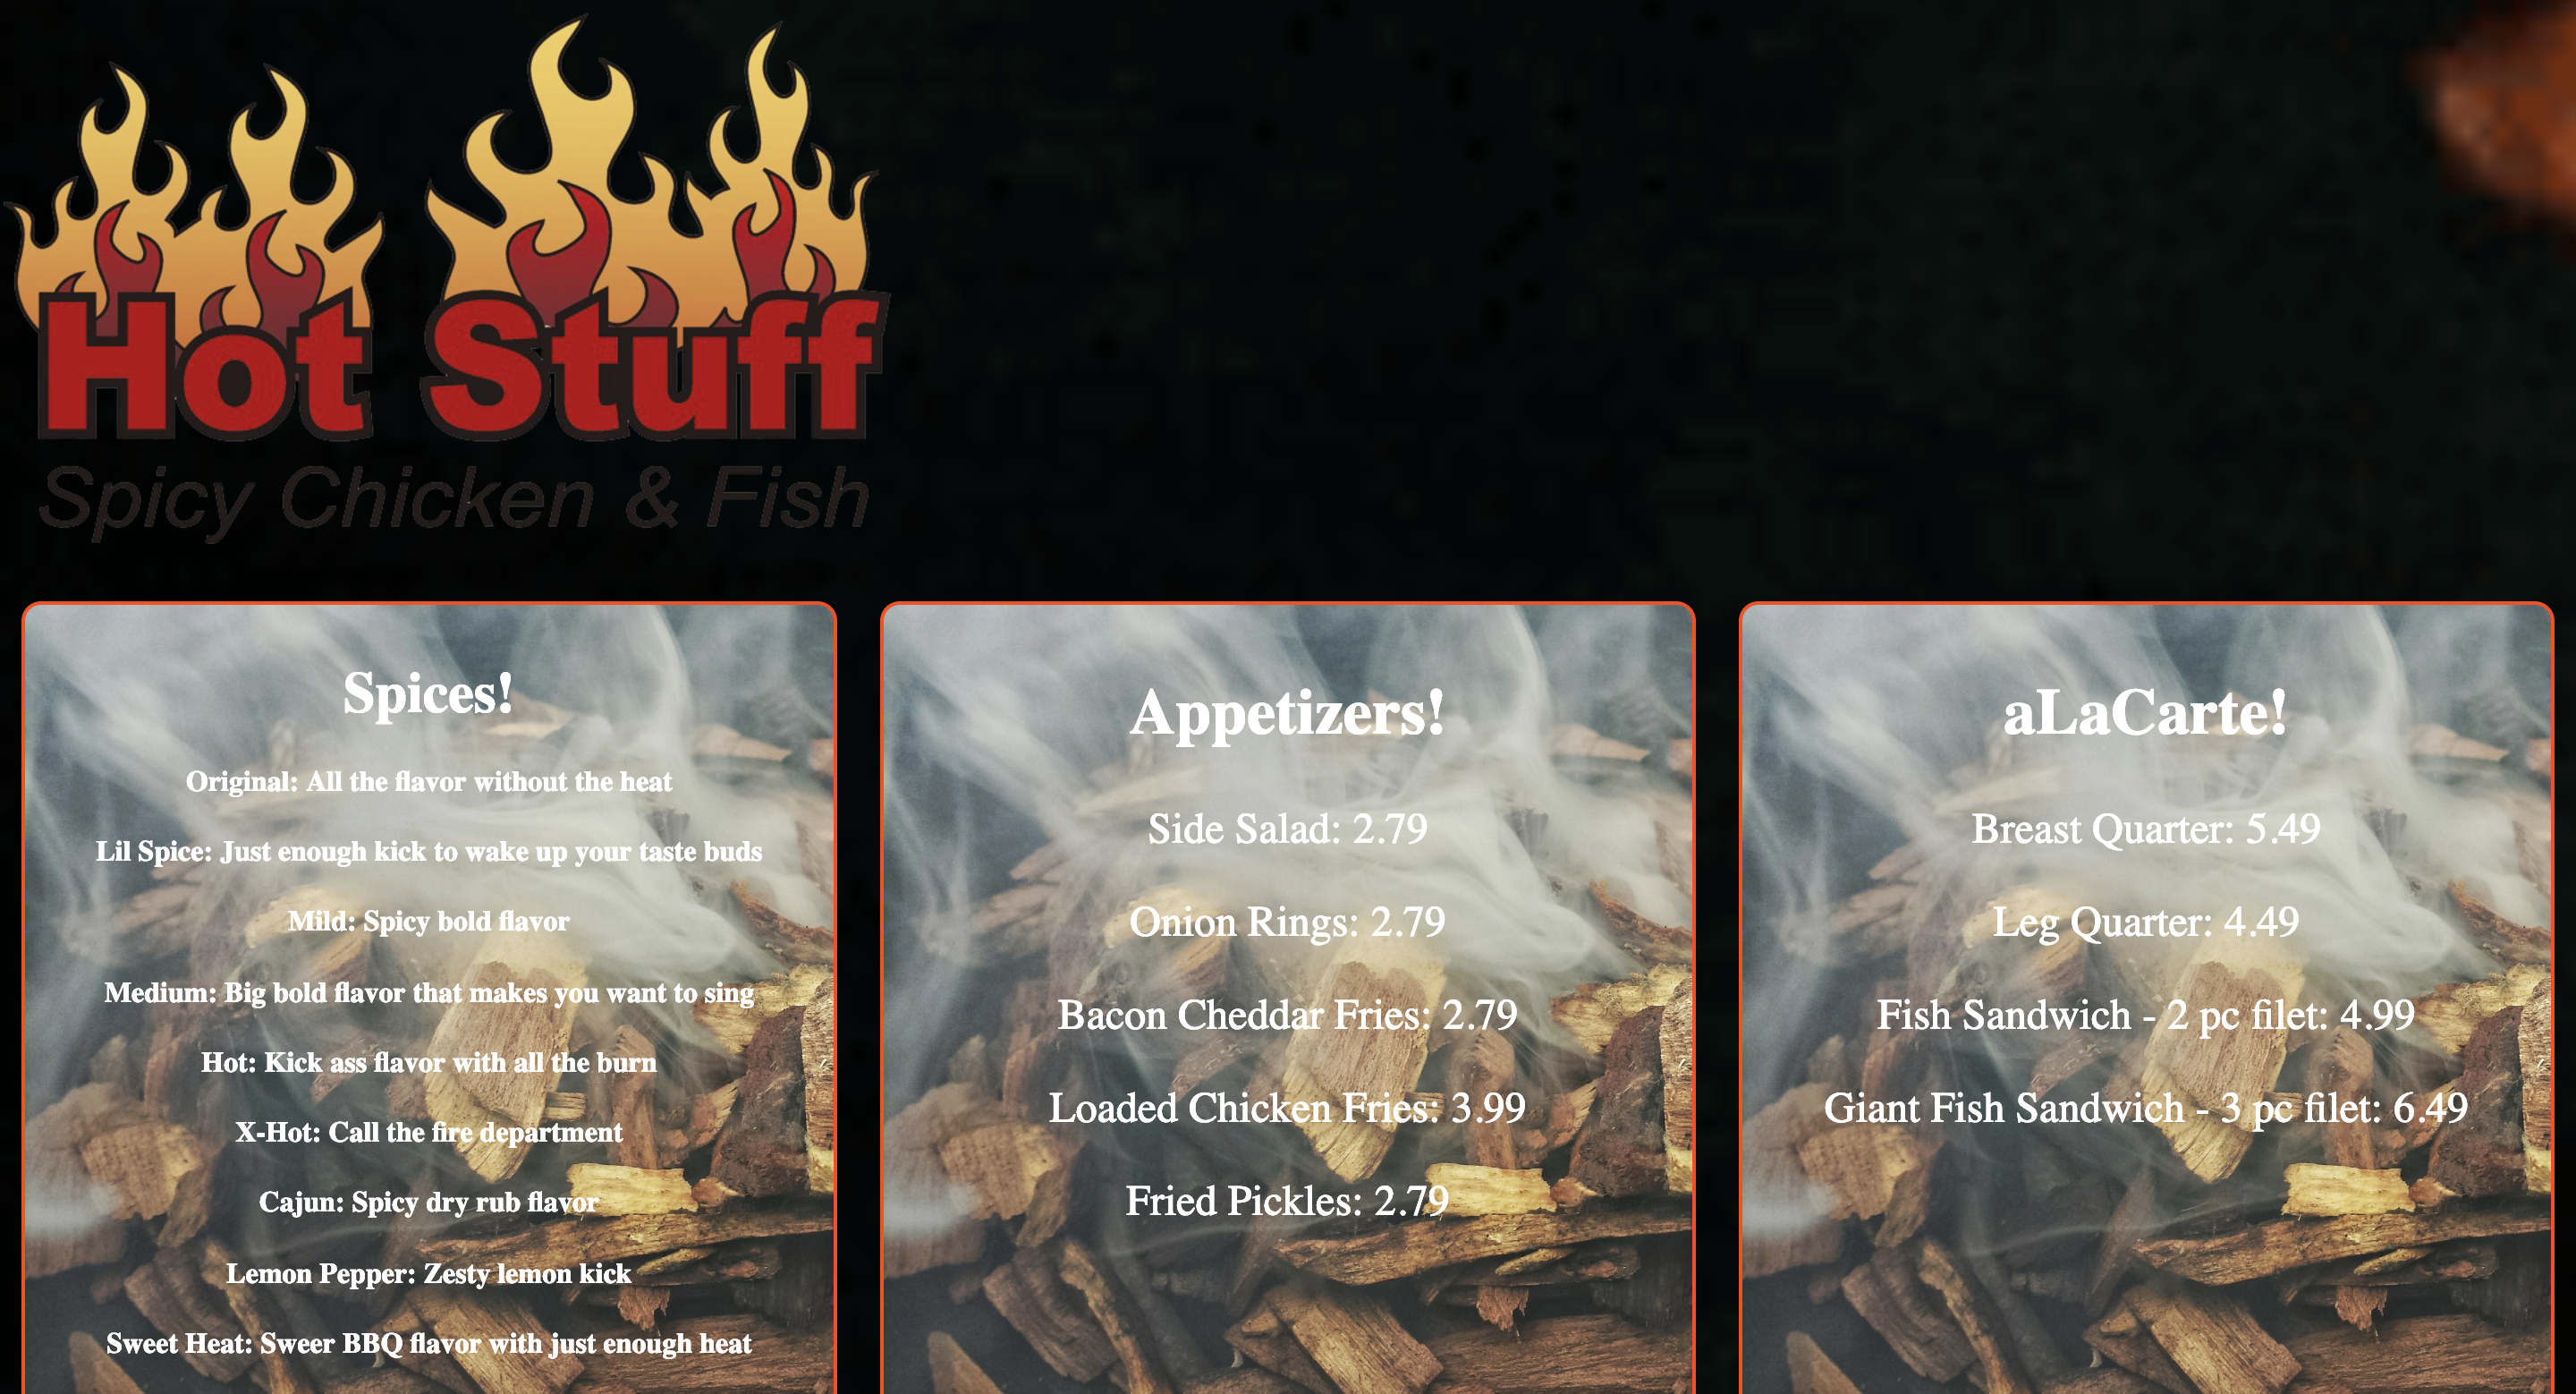 Hot Stuff
Spicy Chicken & Fish
Spices!
Original: All the flavor without the heat
Lil Spice: Just enough kick to wake up your taste buds
Mild: Spicy bold flavor
Medium: Big bold flavor that makes you want to sing
Hot: Kick ass flavor with all the burn
X-Hot: Call the fire department
Cajun: Spicy dry rub flavor
Lemon Pepper: Zesty lemon kick
Sweet Heat: Sweer BBQ flavor with just enough heat
Appetizers!
Side Salad: 2.79
Onion Rings: 2.79
Bacon Cheddar Fries: 2.79
Loaded Chicken Fries: 3.99
Fried Pickles: 2.79
aLaCarte!
Breast Quarter: 5.49
Leg Quarter: 4.49
Fish Sandwich - 2 pc filet: 4.99
Giant Fish Sandwich - 3 pc filet: 6.49